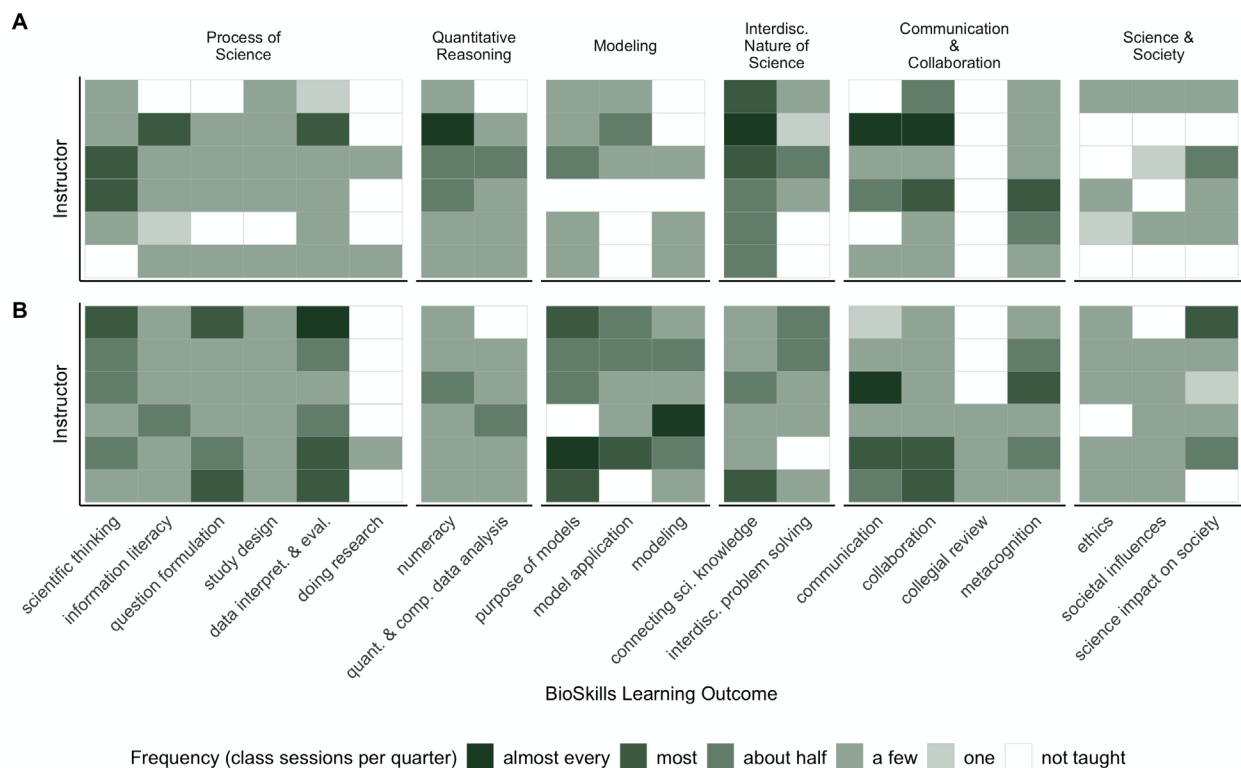 A
Process of
Science
Quantitative
Reasoning
Modeling
Interdisc.
Nature of
Science
Communication
&
Collaboration
Science &
Society
Instructor
B
Instructor
scientific thinking
information literacy
question formulation
study design
data interpret. & eval.
doing research
numeracy
quant. & comp. data analysis
purpose of models
model application
modeling
connecting sci. knowledge
interdisc. problem solving
communication
collaboration
collegial review
metacognition
ethics
societal influences
science impact on society
BioSkills Learning Outcome
Frequency (class sessions per quarter) almost every most about half a few one not taught